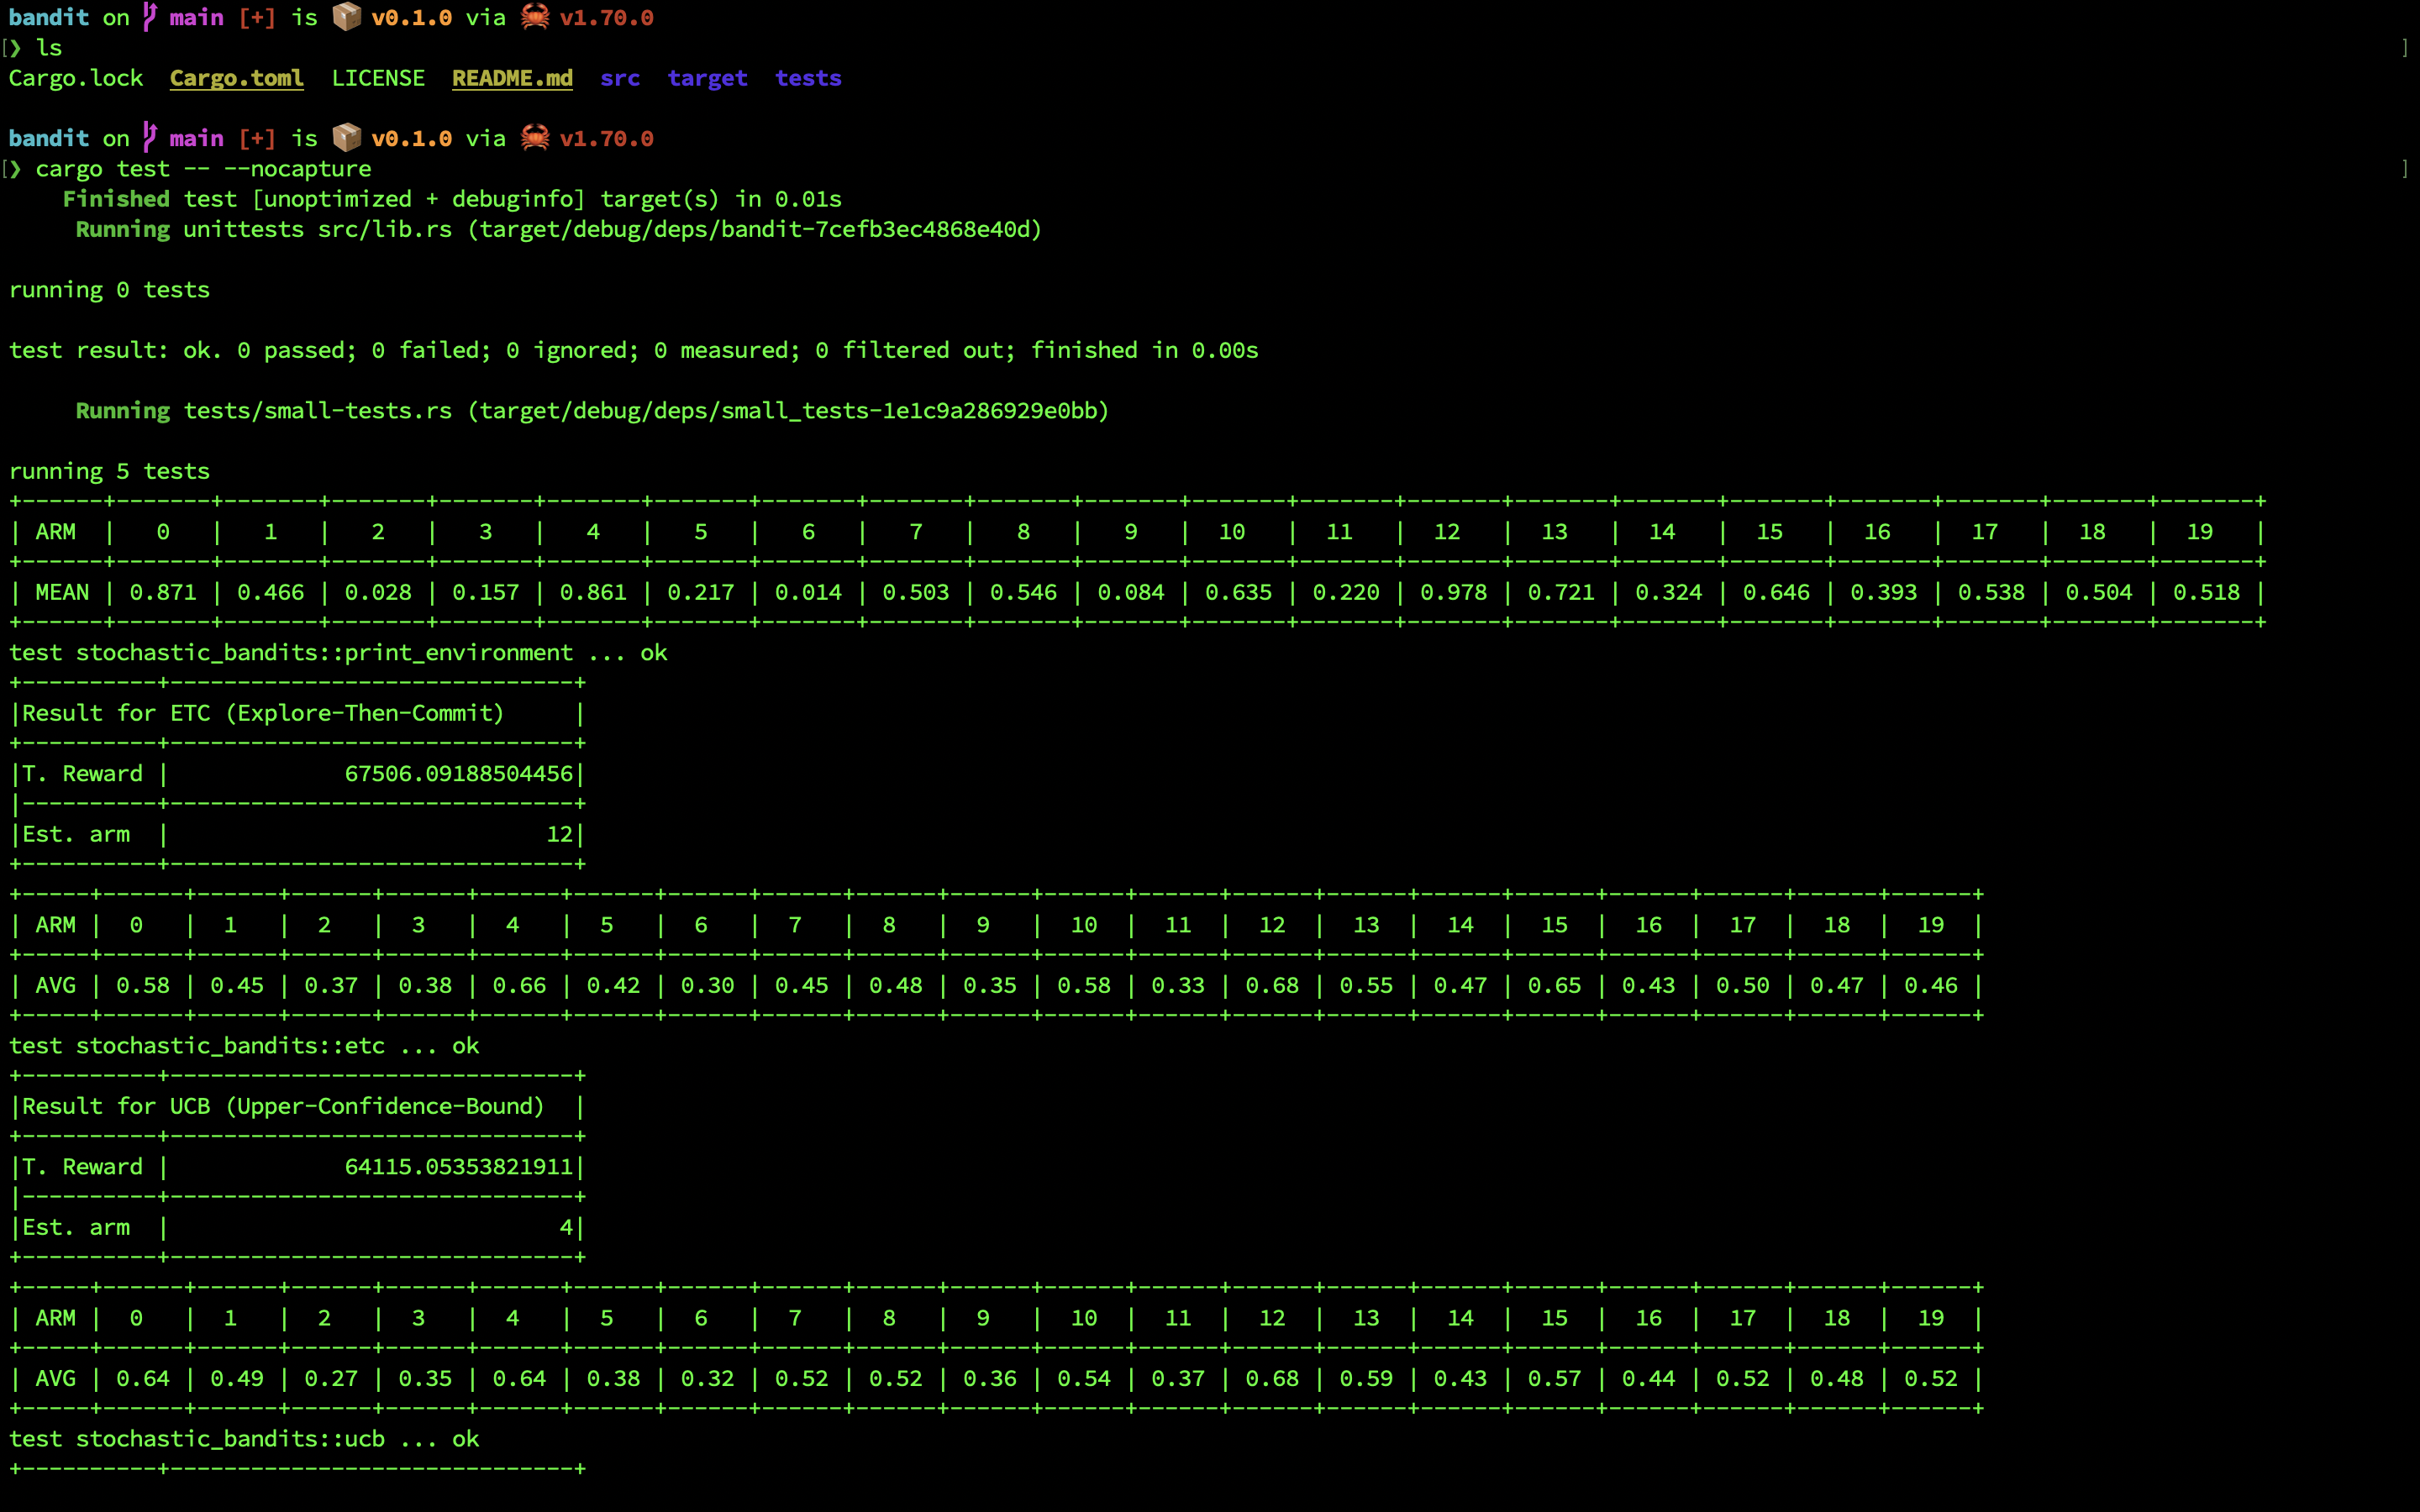 bandit on main [+] is 📦 v0.1.0 via 🦀 v1.70.0
[❯ ls ]
Cargo.lock  Cargo.toml  LICENSE  README.md  src  target  tests
bandit on main [+] is 📦 v0.1.0 via 🦀 v1.70.0
[❯ cargo test -- --nocapture ]
    Finished test [unoptimized + debuginfo] target(s) in 0.01s
     Running unittests src/lib.rs (target/debug/deps/bandit-7cefb3ec4868e40d)
running 0 tests
test result: ok. 0 passed; 0 failed; 0 ignored; 0 measured; 0 filtered out; finished in 0.00s
     Running tests/small-tests.rs (target/debug/deps/small_tests-1e1c9a286929e0bb)
running 5 tests
| ARM  |   0   |   1   |   2   |   3   |   4   |   5   |   6   |   7   |   8   |   9   |  10   |  11   |  12   |  13   |  14   |  15   |  16   |  17   |  18   |  19   |
| MEAN | 0.871 | 0.466 | 0.028 | 0.157 | 0.861 | 0.217 | 0.014 | 0.503 | 0.546 | 0.084 | 0.635 | 0.220 | 0.978 | 0.721 | 0.324 | 0.646 | 0.393 | 0.538 | 0.504 | 0.518 |
test stochastic_bandits::print_environment ... ok
|Result for ETC (Explore-Then-Commit)     |
|T. Reward |             67506.09188504456|
|Est. arm  |                            12|
| ARM |  0   |  1   |  2   |  3   |  4   |  5   |  6   |  7   |  8   |  9   |  10  |  11  |  12  |  13  |  14  |  15  |  16  |  17  |  18  |  19  |
| AVG | 0.58 | 0.45 | 0.37 | 0.38 | 0.66 | 0.42 | 0.30 | 0.45 | 0.48 | 0.35 | 0.58 | 0.33 | 0.68 | 0.55 | 0.47 | 0.65 | 0.43 | 0.50 | 0.47 | 0.46 |
test stochastic_bandits::etc ... ok
|Result for UCB (Upper-Confidence-Bound)  |
|T. Reward |             64115.05353821911|
|Est. arm  |                             4|
| ARM |  0   |  1   |  2   |  3   |  4   |  5   |  6   |  7   |  8   |  9   |  10  |  11  |  12  |  13  |  14  |  15  |  16  |  17  |  18  |  19  |
| AVG | 0.64 | 0.49 | 0.27 | 0.35 | 0.64 | 0.38 | 0.32 | 0.52 | 0.52 | 0.36 | 0.54 | 0.37 | 0.68 | 0.59 | 0.43 | 0.57 | 0.44 | 0.52 | 0.48 | 0.52 |
test stochastic_bandits::ucb ... ok